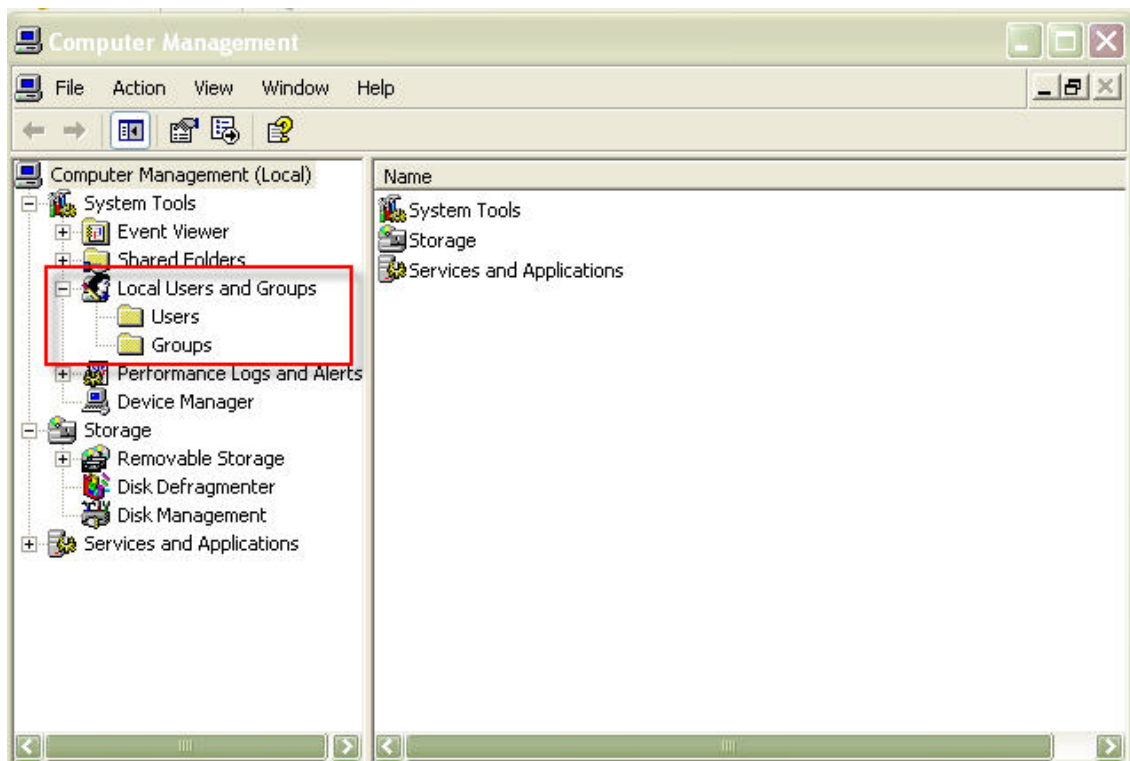 Computer Management
File Action View Window Help
Computer Management (Local)
System Tools
Event Viewer
Shared Folders
Local Users and Groups
Users
Groups
Performance Logs and Alerts
Device Manager
Storage
Removable Storage
Disk Defragmenter
Disk Management
Services and Applications
Name
System Tools
Storage
Services and Applications